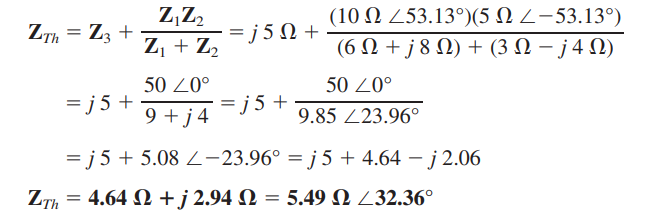 Z_Th = Z_3 + Z_1Z_2 / (Z_1 + Z_2) = j 5 Ω + (10 Ω ∠53.13°)(5 Ω ∠−53.13°) / ((6 Ω + j 8 Ω) + (3 Ω − j 4 Ω))
= j 5 + 50 ∠0° / (9 + j 4) = j 5 + 50 ∠0° / 9.85 ∠23.96°
= j 5 + 5.08 ∠−23.96° = j 5 + 4.64 − j 2.06
Z_Th = 4.64 Ω + j 2.94 Ω = 5.49 Ω ∠32.36°